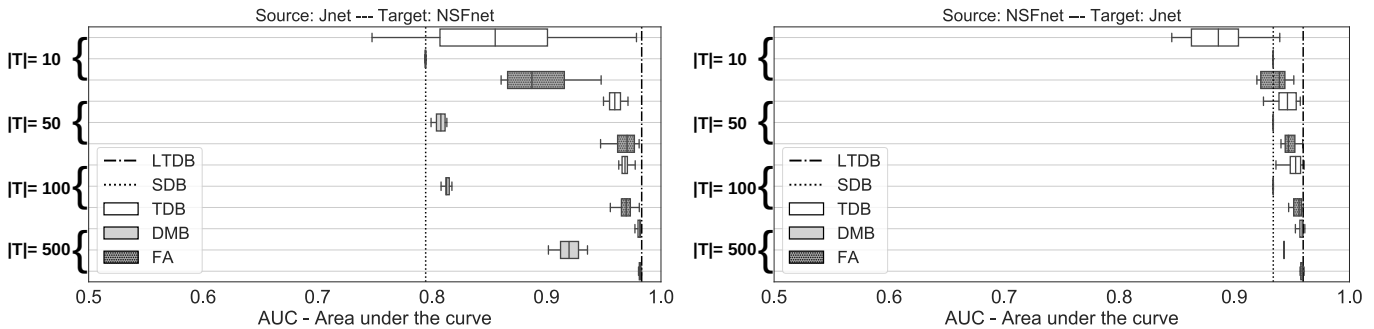 Source: Jnet --- Target: NSFnet
|T|= 10
|T|= 50
|T|= 100
|T|= 500
LTDB
SDB
TDB
DMB
FA
0.5 0.6 0.7 0.8 0.9 1.0
AUC - Area under the curve
Source: NSFnet --- Target: Jnet
|T|= 10
|T|= 50
|T|= 100
|T|= 500
LTDB
SDB
TDB
DMB
FA
0.5 0.6 0.7 0.8 0.9 1.0
AUC - Area under the curve